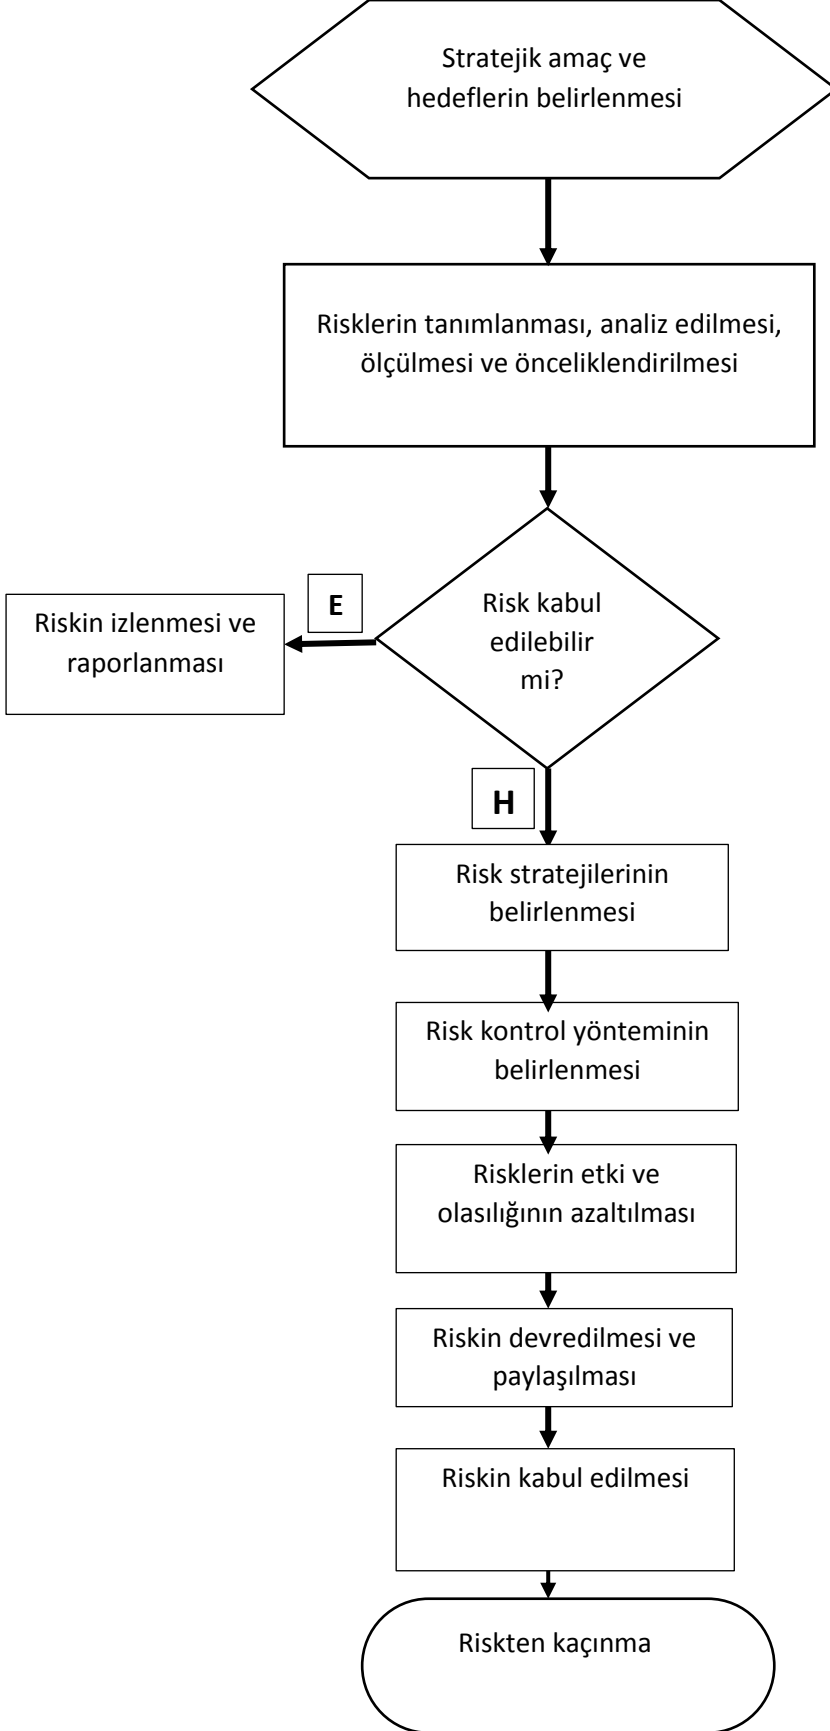 Stratejik amaç ve
hedeflerin belirlenmesi
Risklerin tanımlanması, analiz edilmesi,
ölçülmesi ve önceliklendirilmesi
Risk kabul
edilebilir
mi?
E
Riskin izlenmesi ve
raporlanması
H
Risk stratejilerinin
belirlenmesi
Risk kontrol yönteminin
belirlenmesi
Risklerin etki ve
olasılığının azaltılması
Riskin devredilmesi ve
paylaşılması
Riskin kabul edilmesi
Riskten kaçınma